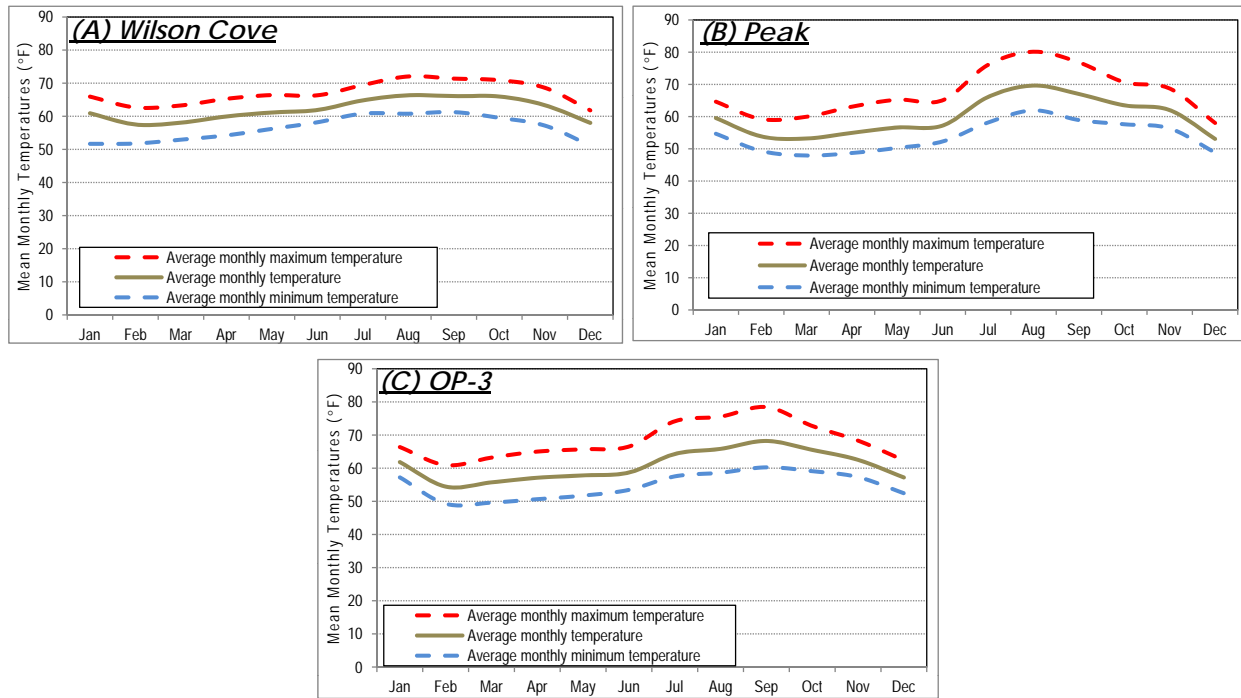 (A) Wilson Cove
Mean Monthly Temperatures (°F)
90
80
70
60
50
40
30
20
10
0
Average monthly maximum temperature
Average monthly temperature
Average monthly minimum temperature
Jan Feb Mar Apr May Jun Jul Aug Sep Oct Nov Dec
(B) Peak
Mean Monthly Temperatures (°F)
90
80
70
60
50
40
30
20
10
0
Average monthly maximum temperature
Average monthly temperature
Average monthly minimum temperature
Jan Feb Mar Apr May Jun Jul Aug Sep Oct Nov Dec
(C) OP-3
Mean Monthly Temperatures (°F)
90
80
70
60
50
40
30
20
10
0
Average monthly maximum temperature
Average monthly temperature
Average monthly minimum temperature
Jan Feb Mar Apr May Jun Jul Aug Sep Oct Nov Dec